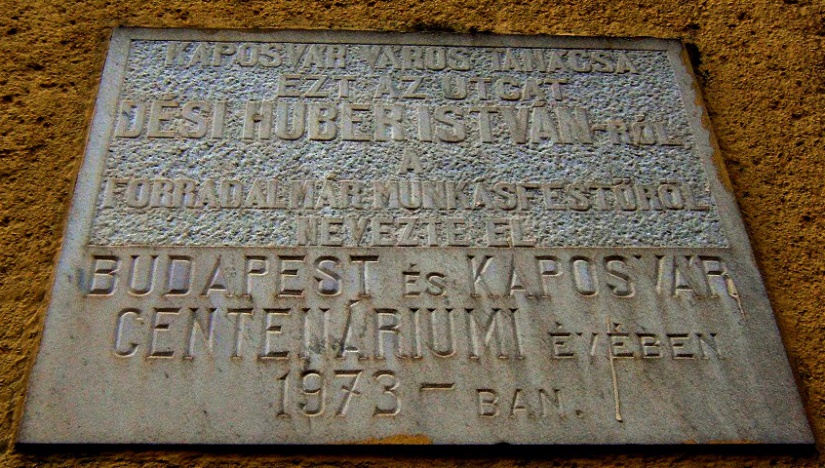 KAPOSVÁR VÁROS TANÁCSA
EZT AZ UTCÁT
DÉSI HUBER ISTVÁN-RÓL
A
FORRADALMÁR MUNKÁSFESTŐRŐL
NEVEZTE EL
BUDAPEST ÉS KAPOSVÁR
CENTENÁRIUMI ÉVÉBEN
1973-BAN.